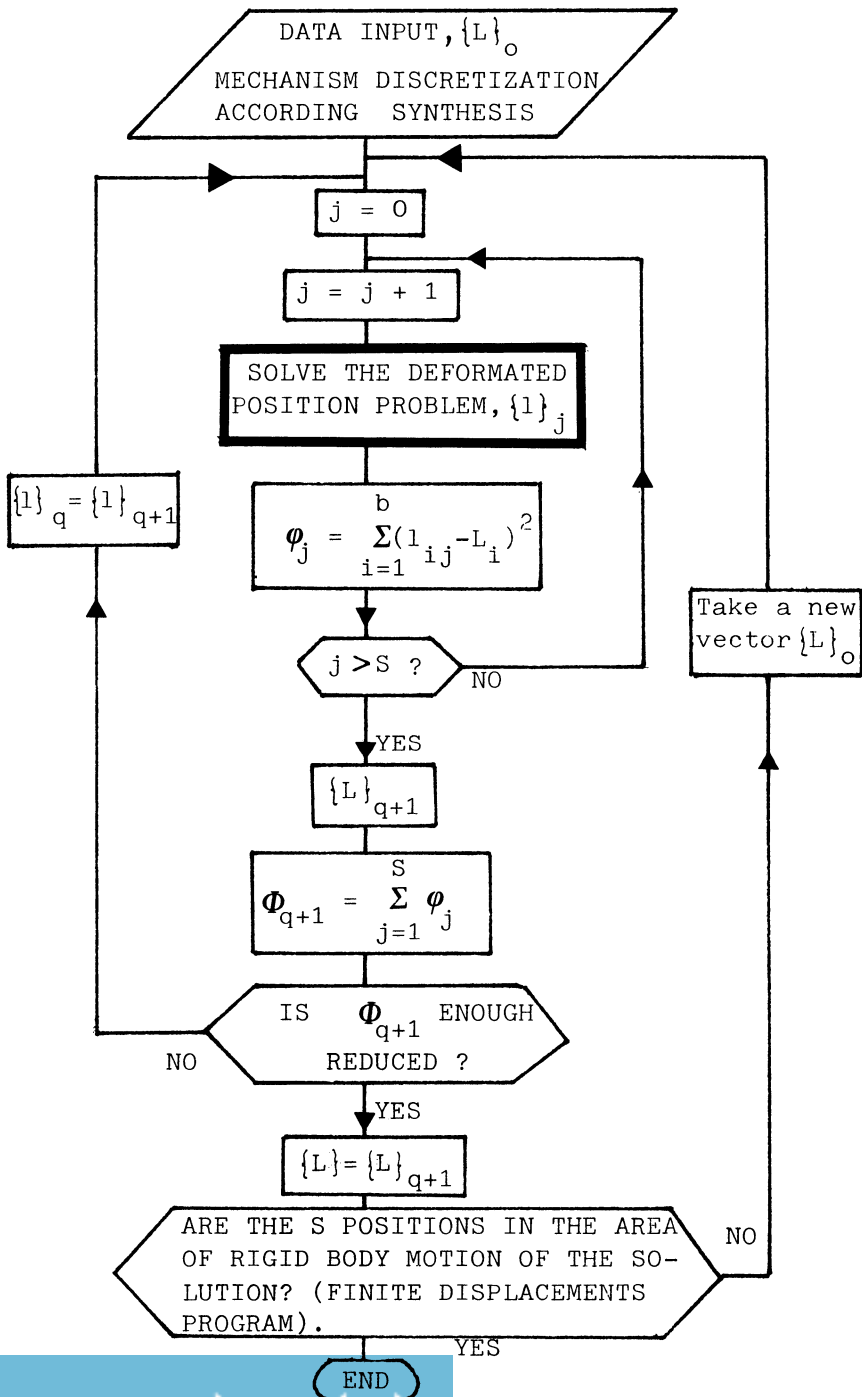 DATA INPUT, {L}o
MECHANISM DISCRETIZATION
ACCORDING SYNTHESIS
j = 0
j = j + 1
SOLVE THE DEFORMATED
POSITION PROBLEM, {l}j
{l}q = {l}q+1
φj = Σ(lij-Li)2
b
i=1
Take a new
vector {L}o
j > S ?
NO
YES
{L}q+1
S
Φq+1 = Σ φj
j=1
IS Φq+1 ENOUGH
REDUCED ?
NO
YES
{L}={L}q+1
ARE THE S POSITIONS IN THE AREA
OF RIGID BODY MOTION OF THE SO-
LUTION? (FINITE DISPLACEMENTS
PROGRAM).
NO
YES
END